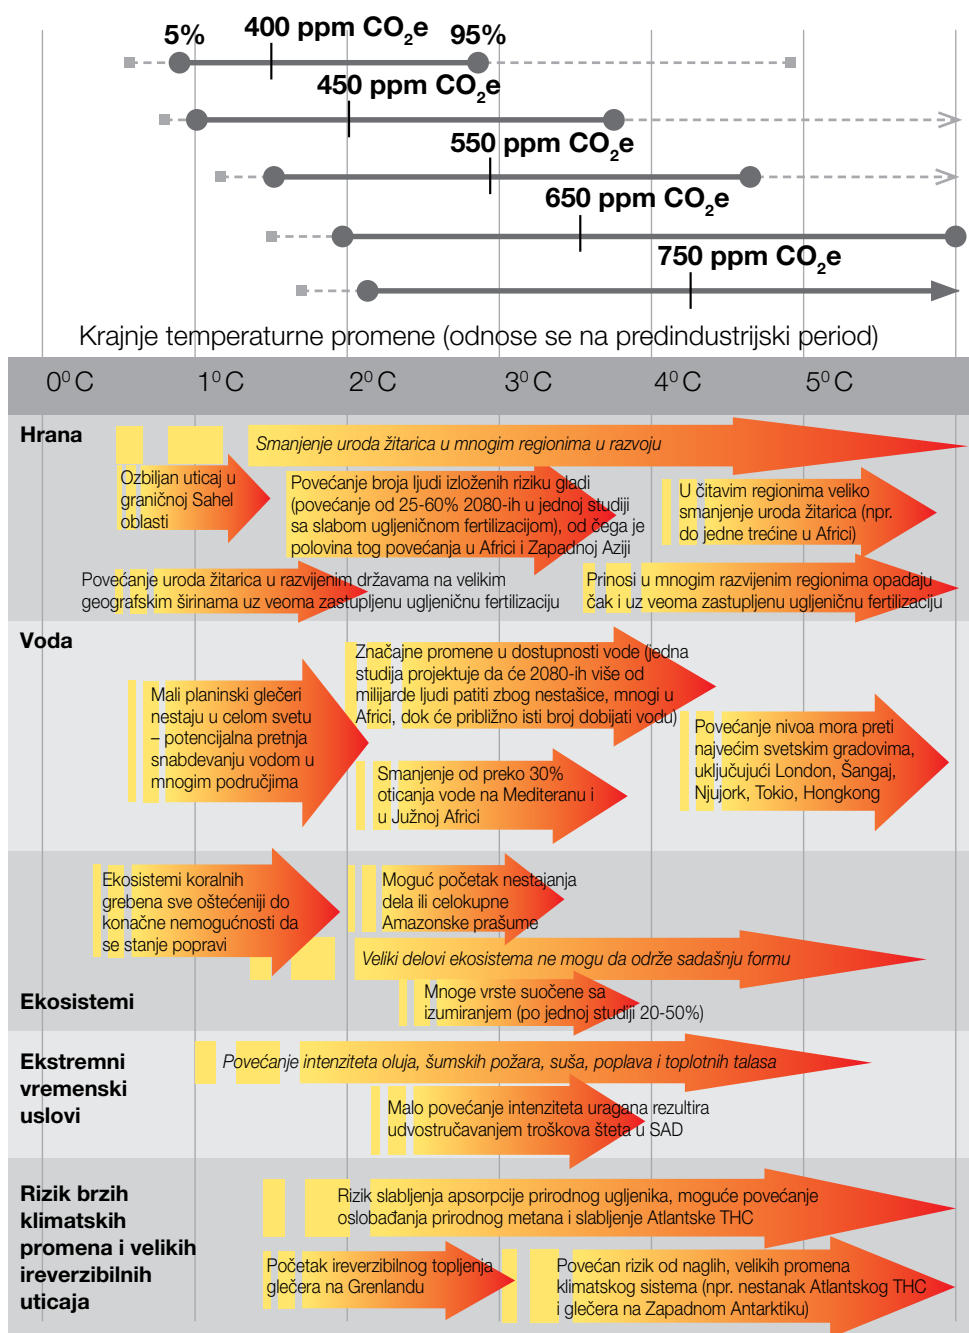 5%
400 ppm CO₂e
95%
450 ppm CO₂e
550 ppm CO₂e
650 ppm CO₂e
750 ppm CO₂e
Krajnje temperaturne promene (odnose se na predindustrijski period)
0⁰ C 1⁰ C 2⁰ C 3⁰ C 4⁰ C 5⁰ C
Hrana
Smanjenje uroda žitarica u mnogim regionima u razvoju
Ozbiljan uticaj u
graničnoj Sahel
oblasti
Povećanje broja ljudi izloženih riziku gladi
(povećanje od 25-60% 2080-ih u jednoj studiji
sa slabom ugljeničnom fertilizacijom), od čega je
polovina tog povećanja u Africi i Zapadnoj Aziji
U čitavim regionima veliko
smanjenje uroda žitarica (npr.
do jedne trećine u Africi)
Povećanje uroda žitarica u razvijenim državama na velikim
geografskim širinama uz veoma zastupljenu ugljeničnu fertilizaciju
Prinosi u mnogim razvijenim regionima opadaju
čak i uz veoma zastupljenu ugljeničnu fertilizaciju
Voda
Značajne promene u dostupnosti vode (jedna
studija projektuje da će 2080-ih više od
milijarde ljudi patiti zbog nestašice, mnogi u
Africi, dok će približno isti broj dobijati vodu)
Mali planinski glečeri
nestaju u celom svetu
– potencijalna pretnja
snabdevanju vodom u
mnogim područjima
Smanjenje od preko 30%
oticanja vode na Mediteranu i
u Južnoj Africi
Povećanje nivoa mora preti
najvećim svetskim gradovima,
uključujući London, Šangaj,
Njujork, Tokio, Hongkong
Ekosistemi koralnih
grebena sve oštećeniji do
konačne nemogućnosti da
se stanje popravi
Moguć početak nestajanja
dela ili celokupne
Amazonske prašume
Veliki delovi ekosistema ne mogu da održe sadašnju formu
Ekosistemi
Mnoge vrste suočene sa
izumiranjem (po jednoj studiji 20-50%)
Ekstremni
vremenski
uslovi
Povećanje intenziteta oluja, šumskih požara, suša, poplava i toplotnih talasa
Malo povećanje intenziteta uragana rezultira
udvostručavanjem troškova šteta u SAD
Rizik brzih
klimatskih
promena i velikih
ireverzibilnih
uticaja
Rizik slabljenja apsorpcije prirodnog ugljenika, moguće povećanje
oslobađanja prirodnog metana i slabljenje Atlantske THC
Početak ireverzibilnog topljenja
glečera na Grenlandu
Povećan rizik od naglih, velikih promena
klimatskog sistema (npr. nestanak Atlantskog THC
i glečera na Zapadnom Antarktiku)